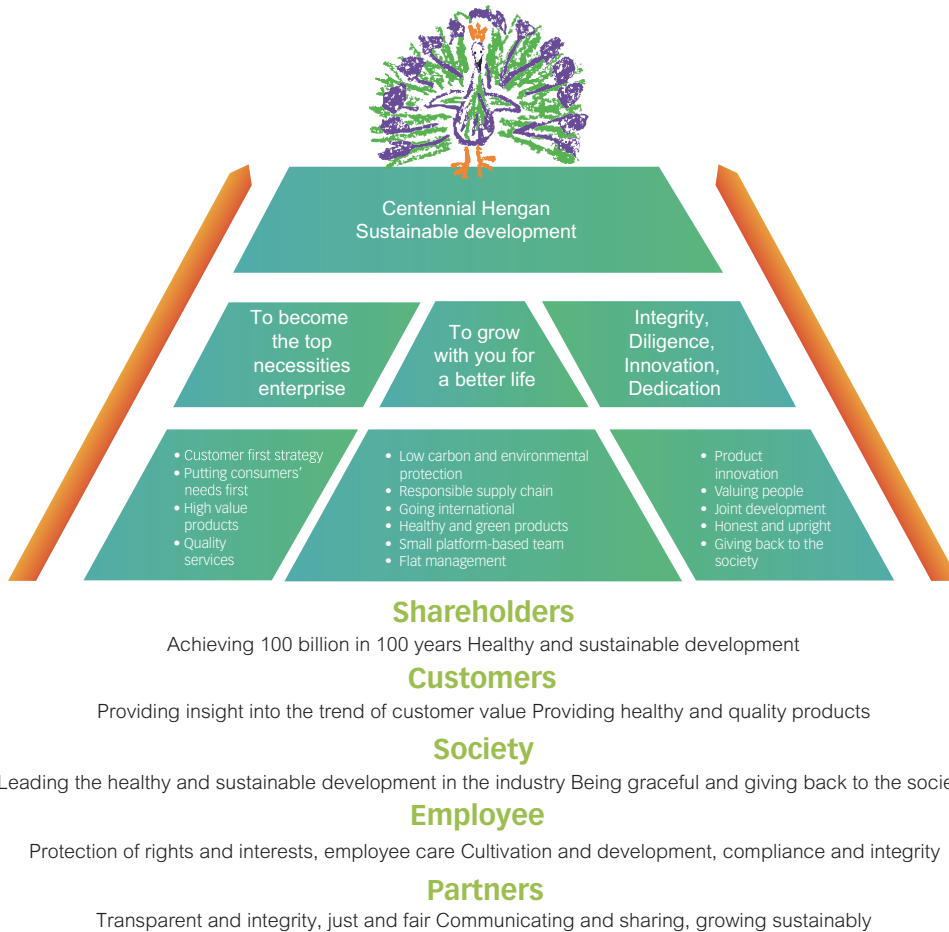 Centennial Hengan
Sustainable development
To become
the top
necessities
enterprise
To grow
with you for
a better life
Integrity,
Diligence,
Innovation,
Dedication
• Customer first strategy
• Putting consumers'
needs first
• High value
products
• Quality
services
• Low carbon and environmental
protection
• Responsible supply chain
• Going international
• Healthy and green products
• Small platform-based team
• Flat management
• Product
innovation
• Valuing people
• Joint development
• Honest and upright
• Giving back to the
society
Shareholders
Achieving 100 billion in 100 years Healthy and sustainable development
Customers
Providing insight into the trend of customer value Providing healthy and quality products
Society
Leading the healthy and sustainable development in the industry Being graceful and giving back to the socie
Employee
Protection of rights and interests, employee care Cultivation and development, compliance and integrity
Partners
Transparent and integrity, just and fair Communicating and sharing, growing sustainably